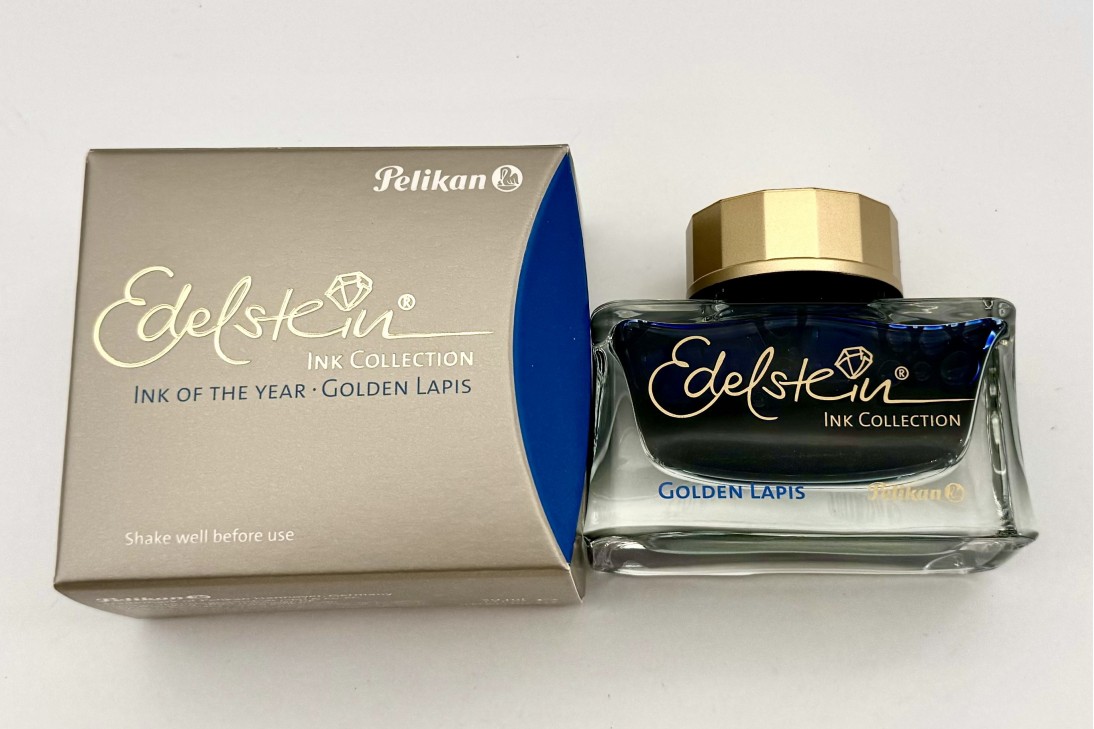 Pelikan
Edelstein®
INK COLLECTION
INK OF THE YEAR · GOLDEN LAPIS
Shake well before use
Pelikan
Edelstein®
INK COLLECTION
GOLDEN LAPIS
Pelikan